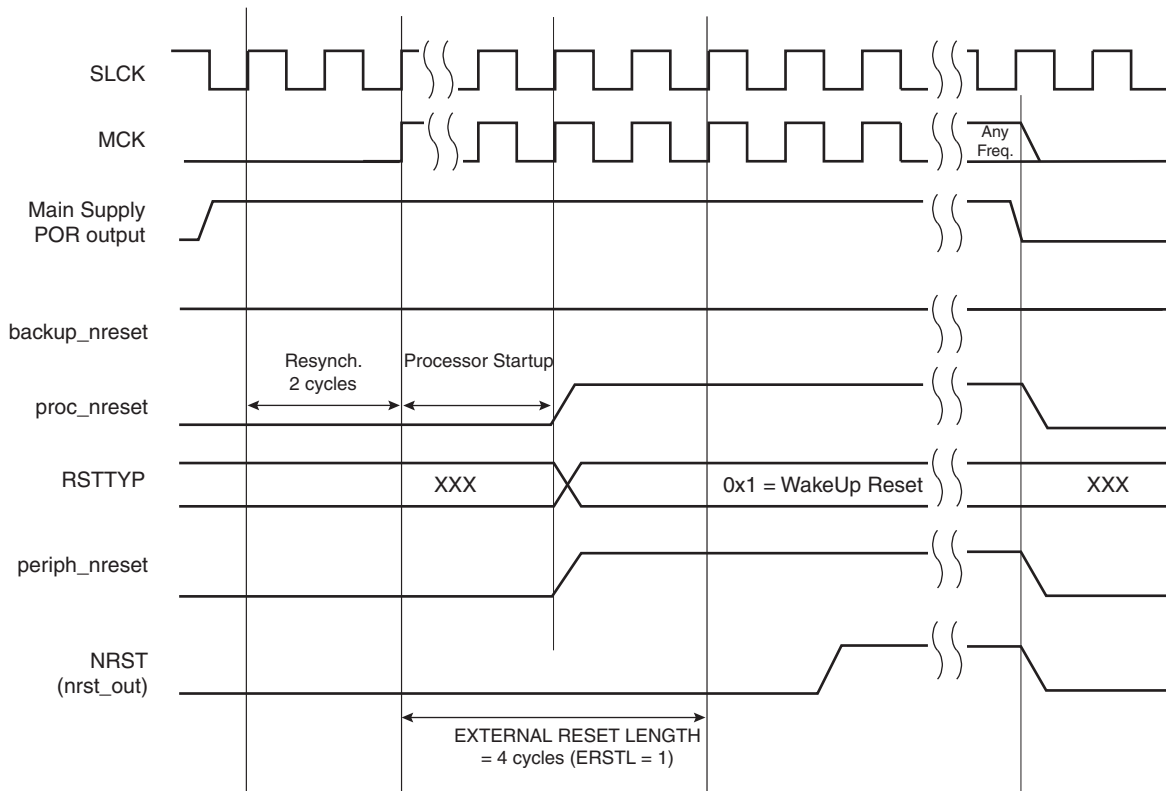 SLCK
MCK
Any
Freq.
Main Supply
POR output
backup_nreset
Resynch.
2 cycles
Processor Startup
proc_nreset
RSTTYP
XXX
0x1 = WakeUp Reset
XXX
periph_nreset
NRST
(nrst_out)
EXTERNAL RESET LENGTH
= 4 cycles (ERSTL = 1)